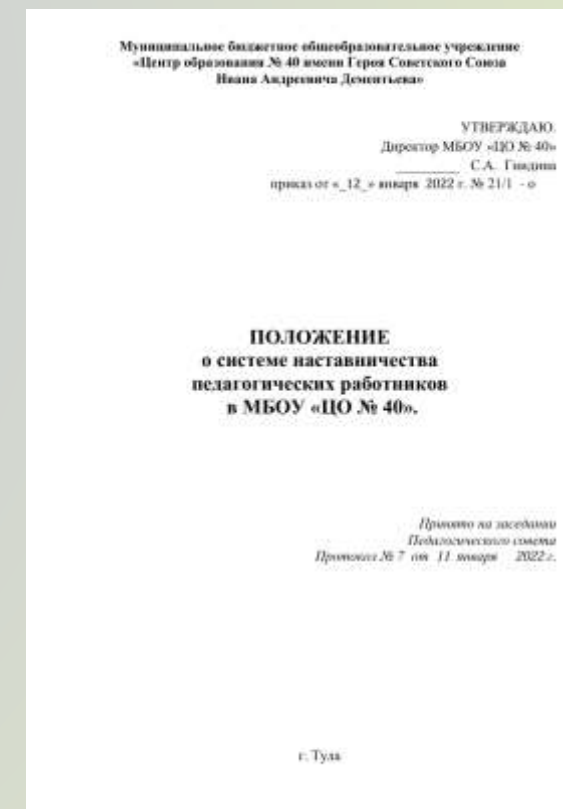 Муниципальное бюджетное общеобразовательное учреждение
«Центр образования № 40 имени Героя Советского Союза
Ивана Андреевича Дементьева»
УТВЕРЖДАЮ.
Директор МБОУ «ЦО № 40»
__________ С.А.
приказ от «_12_» января 2022 г. № 21/1 - о
ПОЛОЖЕНИЕ
о системе наставничества
педагогических работников
в МБОУ «ЦО № 40».
Принято на заседании
Педагогического совета
Протокол № 7 от 11 января 2022 г.
г. Тула